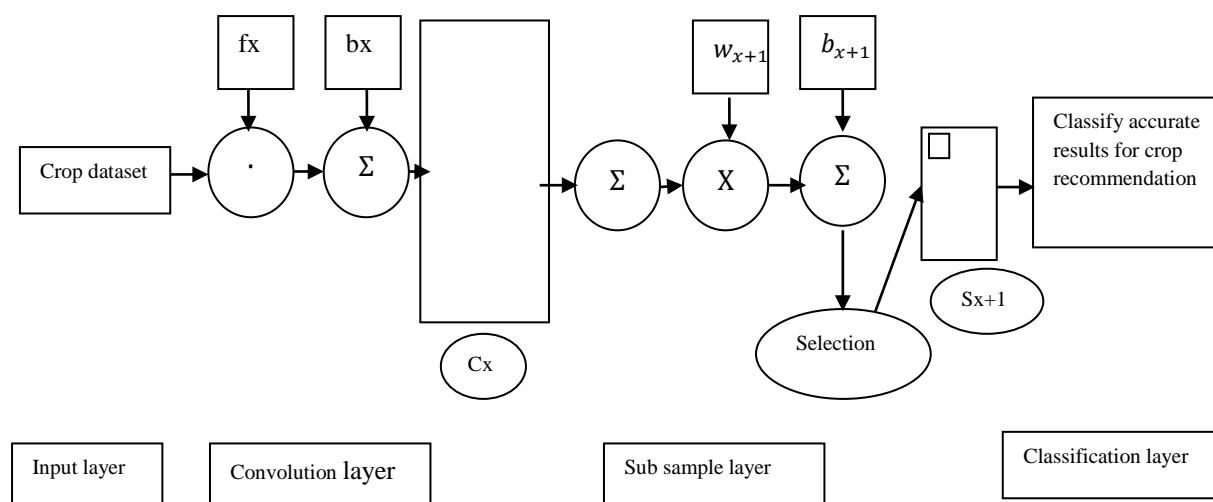 fx
bx
w_{x+1}
b_{x+1}
Crop dataset
.
Σ
Σ
X
Σ
Classify accurate
results for crop
recommendation
Cx
Selection
Sx+1
Input layer
Convolution layer
Sub sample layer
Classification layer